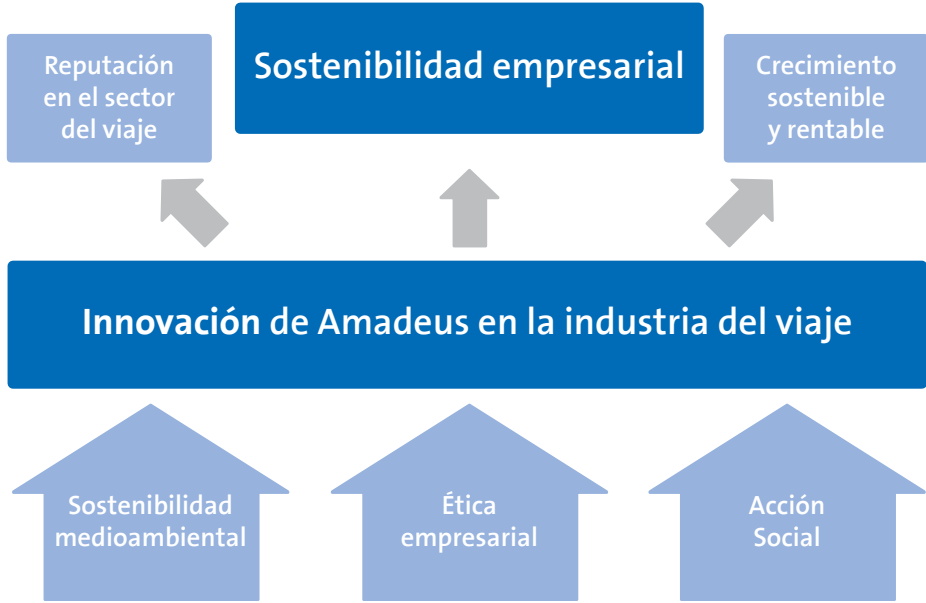 Reputación
en el sector
del viaje
Sostenibilidad empresarial
Crecimiento
sostenible
y rentable
Innovación de Amadeus en la industria del viaje
Sostenibilidad
medioambiental
Ética
empresarial
Acción
Social